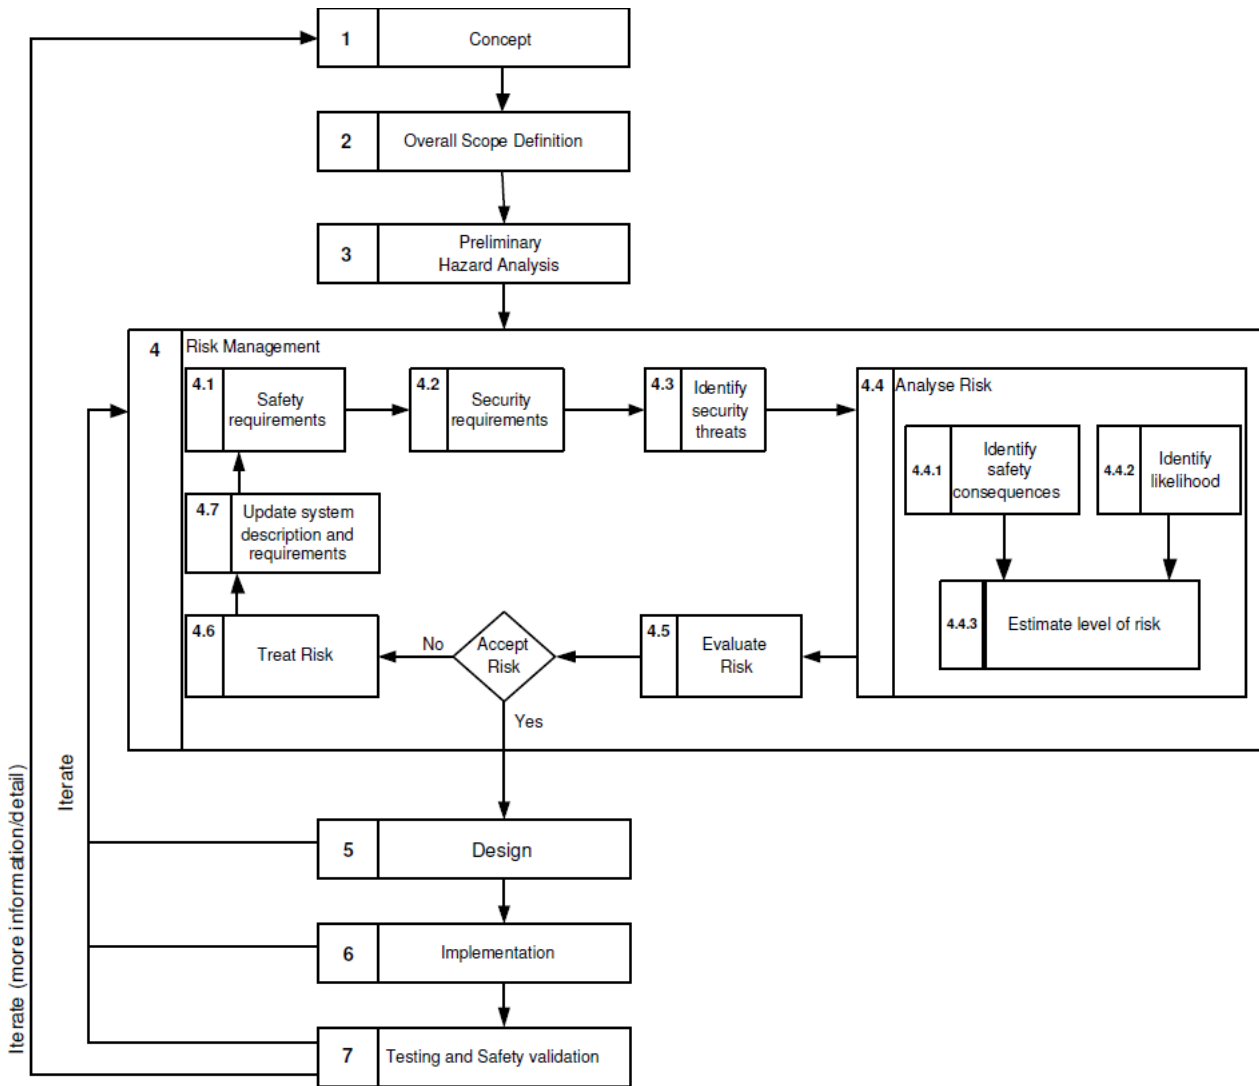 1
Concept
2
Overall Scope Definition
3
Preliminary
Hazard Analysis
4
Risk Management
4.1
Safety
requirements
4.2
Security
requirements
4.3
Identify
security
threats
4.4
Analyse Risk
4.4.1
Identify
safety
consequences
4.4.2
Identify
likelihood
4.4.3
Estimate level of risk
4.7
Update system
description and
requirements
4.6
Treat Risk
No
Accept
Risk
4.5
Evaluate
Risk
Yes
Iterate (more information/detail)
Iterate
5
Design
6
Implementation
7
Testing and Safety validation